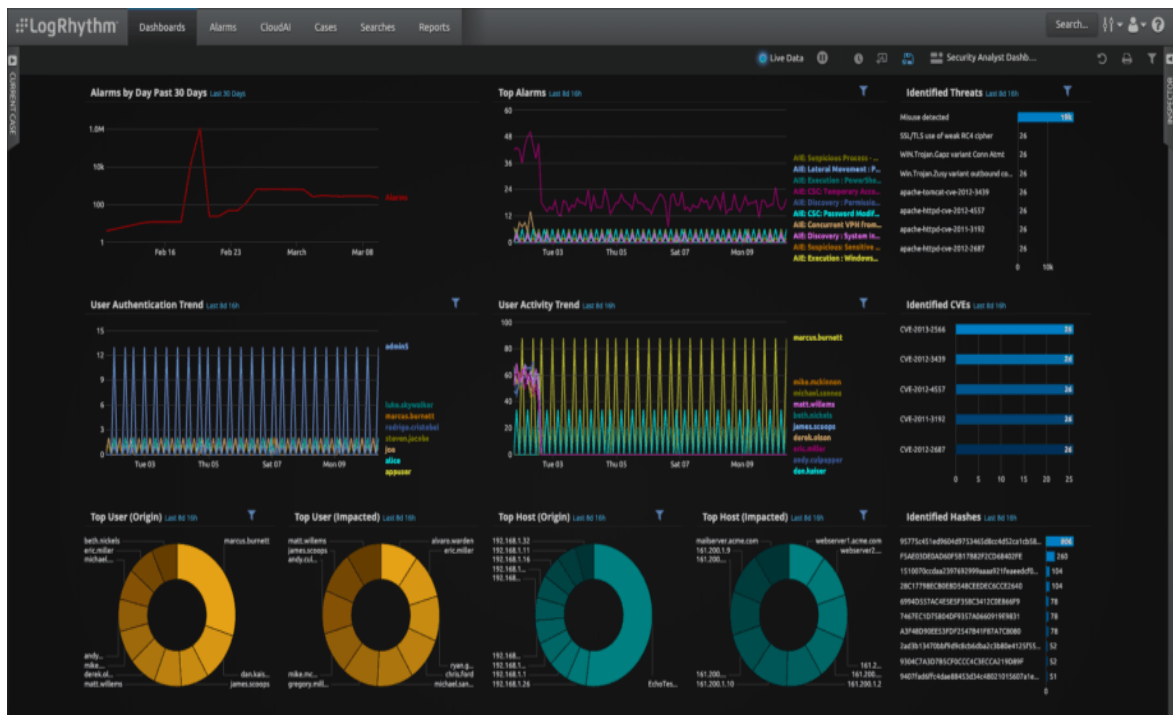 LogRhythm
Dashboards Alarms CloudAI Cases Searches Reports Search...
Live Data Security Analyst Dashb...
CURRENT CASE
Alarms by Day Past 30 Days Last 30 Days
1.0M
10k
100
1
Feb 16 Feb 23 March Mar 08
Alarms
Top Alarms Last 8d 16h
60
48
36
24
12
0
Tue 03 Thu 05 Sat 07 Mon 09
AIE: Suspicious Process - ...
AIE: Lateral Movement : P...
AIE: Execution : PowerShe...
AIE: CSC: Temporary Acco...
AIE: Discovery : Permissio...
AIE: CSC: Password Modif...
AIE: Concurrent VPN from...
AIE: Discovery : System In...
AIE: Suspicious: Sensitive ...
AIE: Execution : Windows...
Identified Threats Last 8d 16h
Misuse detected
SSL/TLS use of weak RC4 cipher 26
WIN.Trojan.Gapz variant Conn Atmt 26
Win.Trojan.Zusy variant outbound co... 26
apache-tomcat-cve-2012-3439 26
apache-httpd-cve-2012-4557 26
apache-httpd-cve-2011-3192 26
apache-httpd-cve-2012-2687 26
0 10k
User Authentication Trend Last 8d 16h
15
12
9
6
3
0
Tue 03 Thu 05 Sat 07 Mon 09
admin5
luke.skywalker
marcus.burnett
rodrigo.cristobal
steven.jacobs
joe
alice
appuser
User Activity Trend Last 8d 16h
100
80
60
40
20
0
Tue 03 Thu 05 Sat 07 Mon 09
marcus.burnett
mike.mckinnon
michael.sannes
matt.willems
beth.nickels
james.scoops
derek.olson
eric.miller
andy.culpepper
dan.kaiser
Identified CVEs Last 8d 16h
CVE-2013-2566 26
CVE-2012-3439 26
CVE-2012-4557 26
CVE-2011-3192 26
CVE-2012-2687 26
0 5 10 15 20 25
Top User (Origin) Last 8d 16h
beth.nickels
eric.miller
michael...
marcus.burnett
andy...
mike....
derek.ol...
matt.willems
dan.kais...
james.scoops
Top User (Impacted) Last 8d 16h
matt.willems
james.scoops
andy.cul...
alvaro.warden
eric.miller
mike.mc...
gregory.mill...
ryan.g...
chris.ford
michael.san...
Top Host (Origin) Last 8d 16h
192.168.1.32
192.168.1.11
192.168.1...
192.168.1...
192.168...
192.168...
192.168.1...
192.168.1.1
192.168.1.26
EchoTes...
Top Host (Impacted) Last 8d 16h
mailserver.acme.com
161.200.1.9
161.200...
webserver1.acme.com
webserver2...
161.200...
161.200...
161.200.1.10
161.2...
161.200...
161.200.1.2
Identified Hashes Last 8d 16h
260
104
104
78
78
78
52
52
51
0